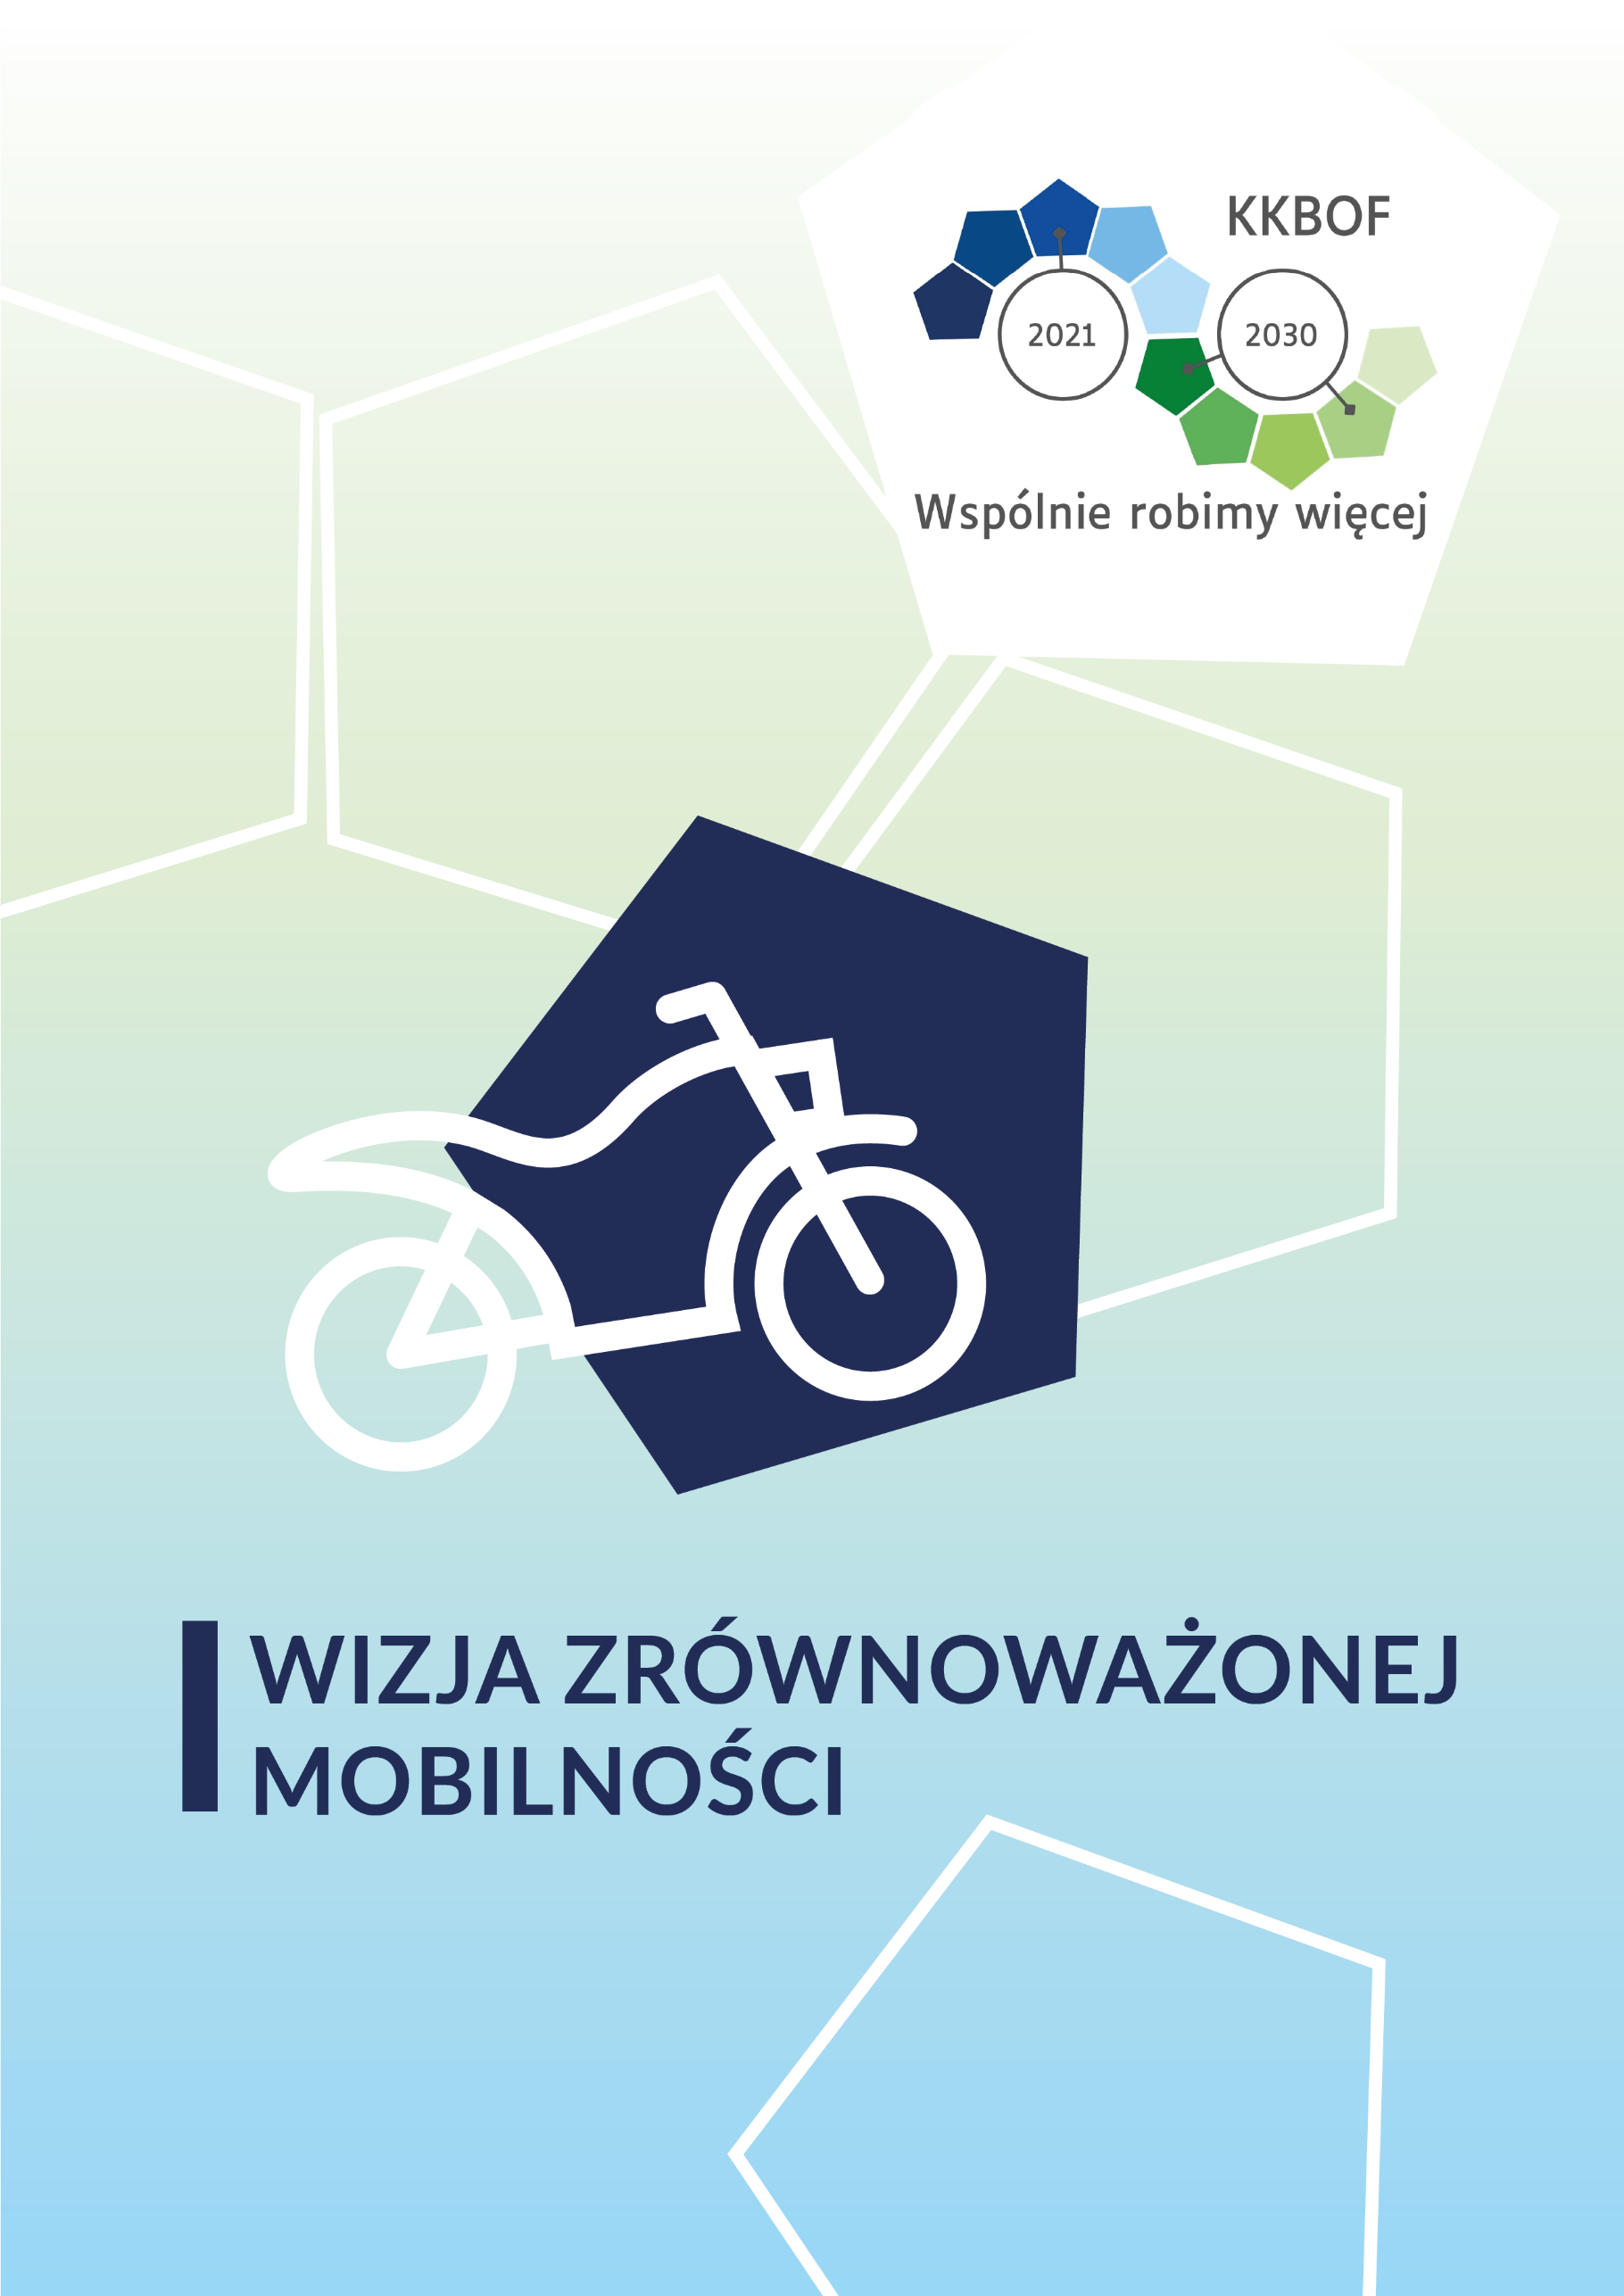 KKBOF
2021
2030
Wspólnie robimy więcej
WIZJA ZRÓWNOWAŻONEJ
MOBILNOŚCI